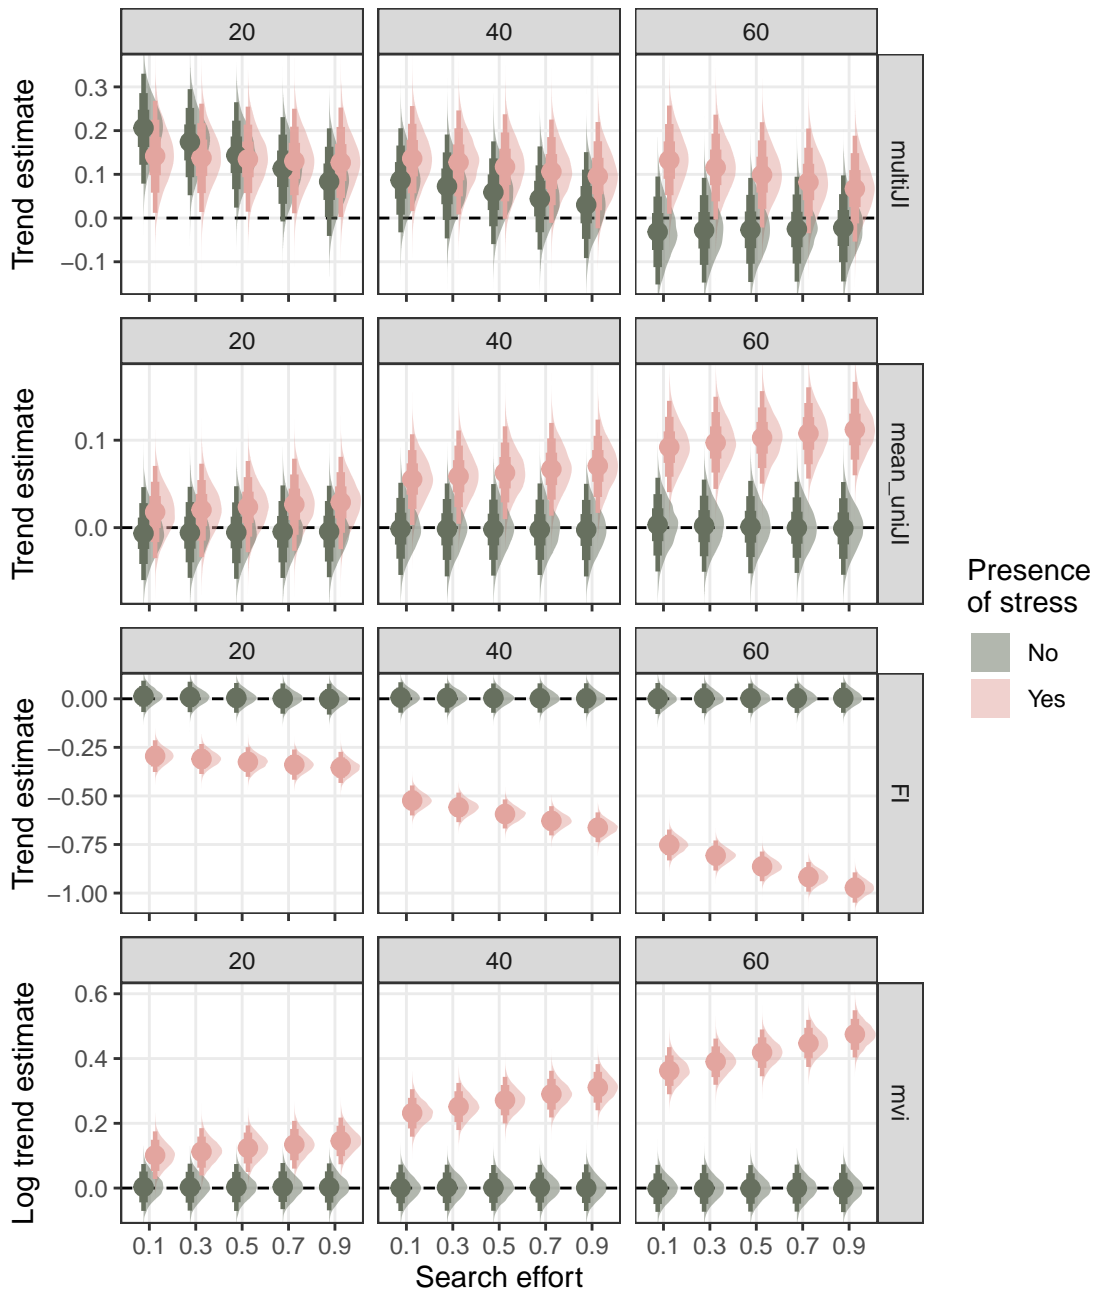 20 40 60
Trend estimate
0.3
0.2
0.1
0.0
−0.1
multiJI
20 40 60
Trend estimate
0.1
0.0
mean_uniJI
20 40 60
Trend estimate
0.00
−0.25
−0.50
−0.75
−1.00
FI
20 40 60
Log trend estimate
0.6
0.4
0.2
0.0
mvi
0.1 0.3 0.5 0.7 0.9 0.1 0.3 0.5 0.7 0.9 0.1 0.3 0.5 0.7 0.9
Search effort
Presence
of stress
No
Yes